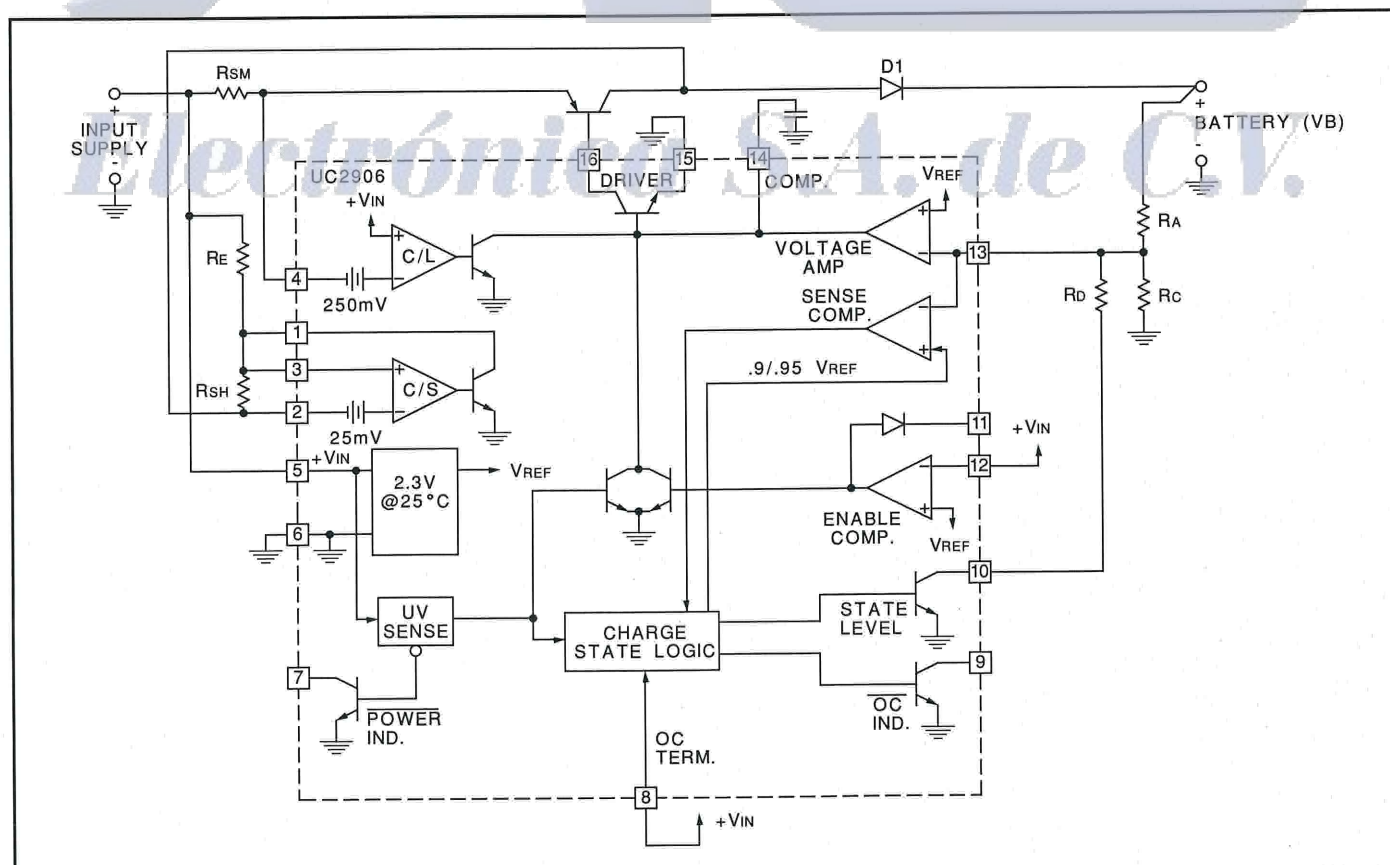 RSM
D1
+
INPUT
SUPPLY
-
+
BATTERY (VB)
-
Electrónica S.A. de C.V.
16
15
14
UC2906
DRIVER
COMP.
VREF
+VIN
+
C/L
-
+
VOLTAGE
AMP
-
13
RA
RE
4
250mV
SENSE
COMP.
-
+
RD
RC
1
3
+
C/S
-
.9/.95 VREF
RSH
2
25mV
11
+VIN
5
+VIN
VREF
2.3V
@25°C
12
-
+
ENABLE
COMP.
VREF
6
10
UV
SENSE
CHARGE
STATE LOGIC
STATE
LEVEL
7
9
POWER
IND.
OC
IND.
OC
TERM.
8
+VIN